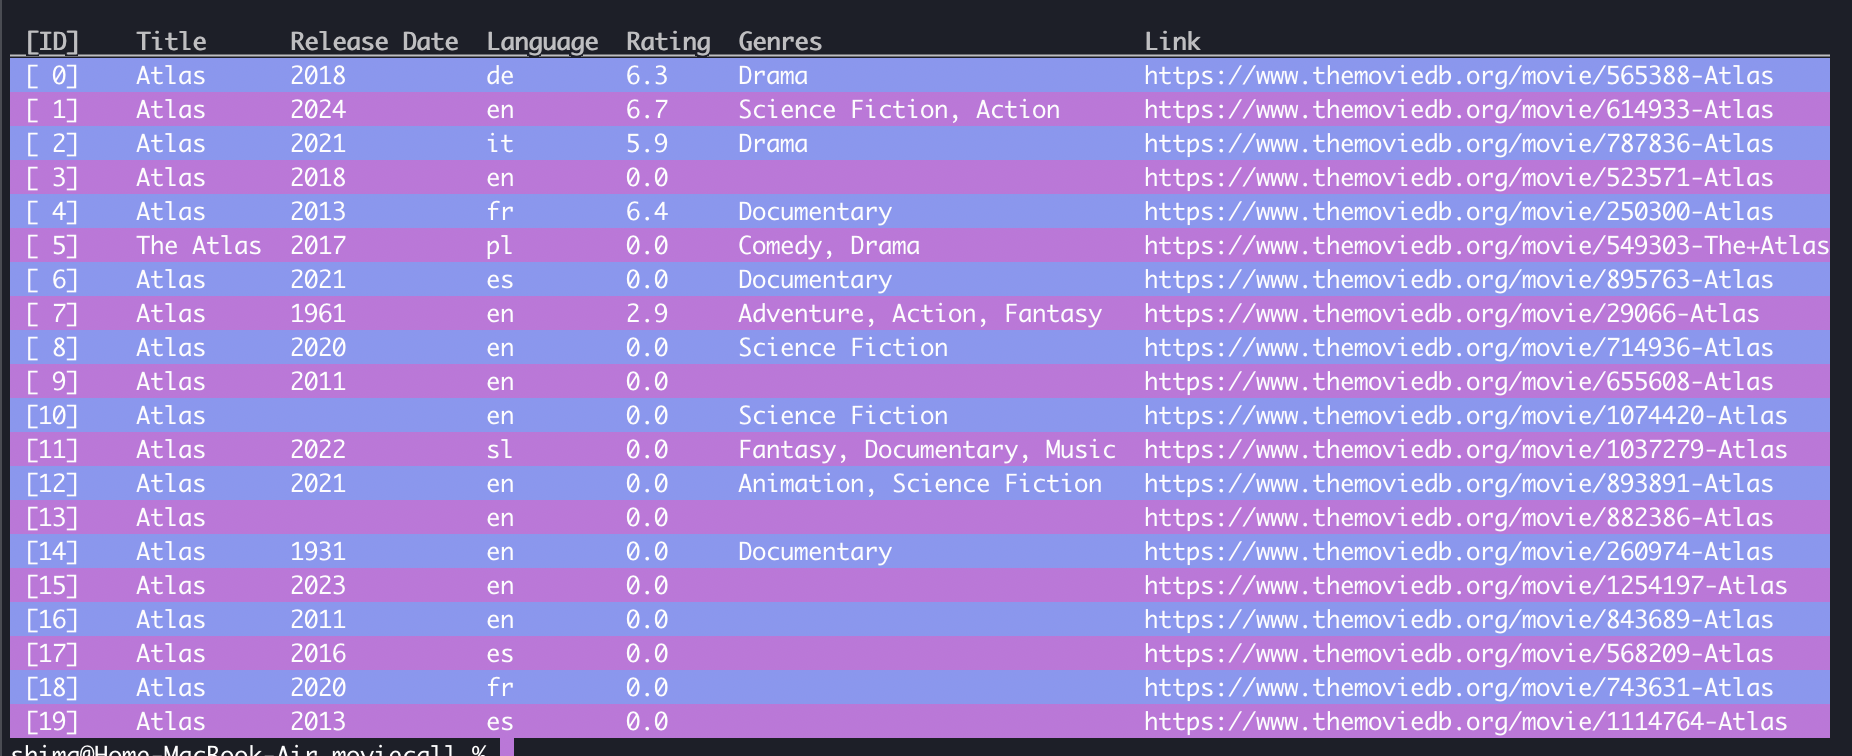 [ID] Title Release Date Language Rating Genres Link
[ 0] Atlas 2018 de 6.3 Drama https://www.themoviedb.org/movie/565388-Atlas
[ 1] Atlas 2024 en 6.7 Science Fiction, Action https://www.themoviedb.org/movie/614933-Atlas
[ 2] Atlas 2021 it 5.9 Drama https://www.themoviedb.org/movie/787836-Atlas
[ 3] Atlas 2018 en 0.0 https://www.themoviedb.org/movie/523571-Atlas
[ 4] Atlas 2013 fr 6.4 Documentary https://www.themoviedb.org/movie/250300-Atlas
[ 5] The Atlas 2017 pl 0.0 Comedy, Drama https://www.themoviedb.org/movie/549303-The+Atlas
[ 6] Atlas 2021 es 0.0 Documentary https://www.themoviedb.org/movie/895763-Atlas
[ 7] Atlas 1961 en 2.9 Adventure, Action, Fantasy https://www.themoviedb.org/movie/29066-Atlas
[ 8] Atlas 2020 en 0.0 Science Fiction https://www.themoviedb.org/movie/714936-Atlas
[ 9] Atlas 2011 en 0.0 https://www.themoviedb.org/movie/655608-Atlas
[10] Atlas en 0.0 Science Fiction https://www.themoviedb.org/movie/1074420-Atlas
[11] Atlas 2022 sl 0.0 Fantasy, Documentary, Music https://www.themoviedb.org/movie/1037279-Atlas
[12] Atlas 2021 en 0.0 Animation, Science Fiction https://www.themoviedb.org/movie/893891-Atlas
[13] Atlas en 0.0 https://www.themoviedb.org/movie/882386-Atlas
[14] Atlas 1931 en 0.0 Documentary https://www.themoviedb.org/movie/260974-Atlas
[15] Atlas 2023 en 0.0 https://www.themoviedb.org/movie/1254197-Atlas
[16] Atlas 2011 en 0.0 https://www.themoviedb.org/movie/843689-Atlas
[17] Atlas 2016 es 0.0 https://www.themoviedb.org/movie/568209-Atlas
[18] Atlas 2020 fr 0.0 https://www.themoviedb.org/movie/743631-Atlas
[19] Atlas 2013 es 0.0 https://www.themoviedb.org/movie/1114764-Atlas
shima@Home-MacBook-Air moviecall %